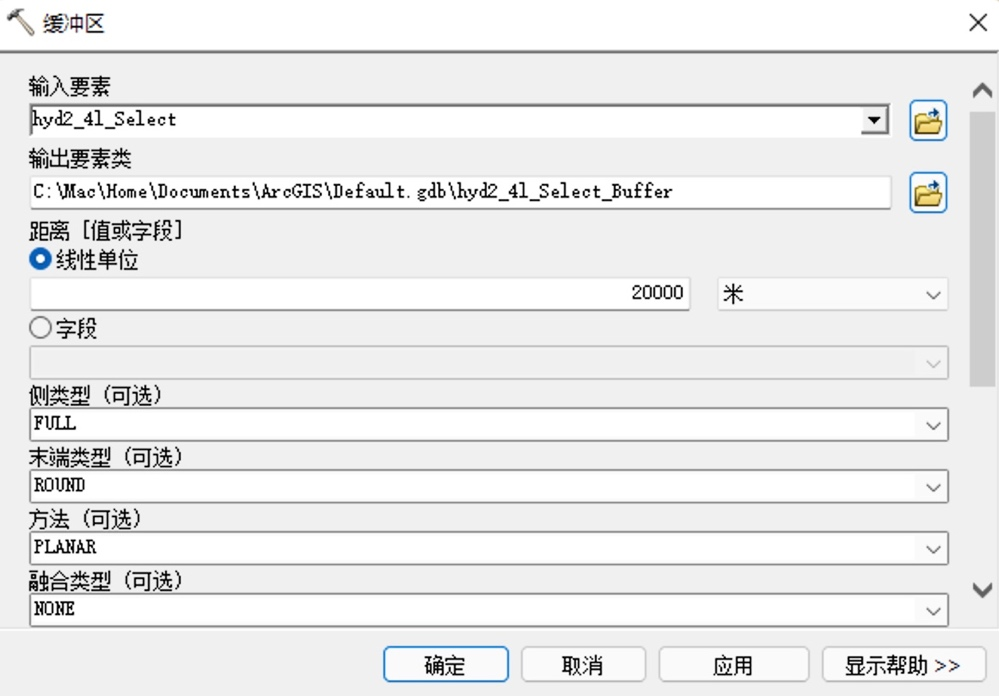 缓冲区
输入要素
hyd2_4l_Select
输出要素类
C:\Mac\Home\Documents\ArcGIS\Default.gdb\hyd2_4l_Select_Buffer
距离 [值或字段]
线性单位
20000 米
字段
侧类型 (可选)
FULL
末端类型 (可选)
ROUND
方法 (可选)
PLANAR
融合类型 (可选)
NONE
确定 取消 应用 显示帮助 >>